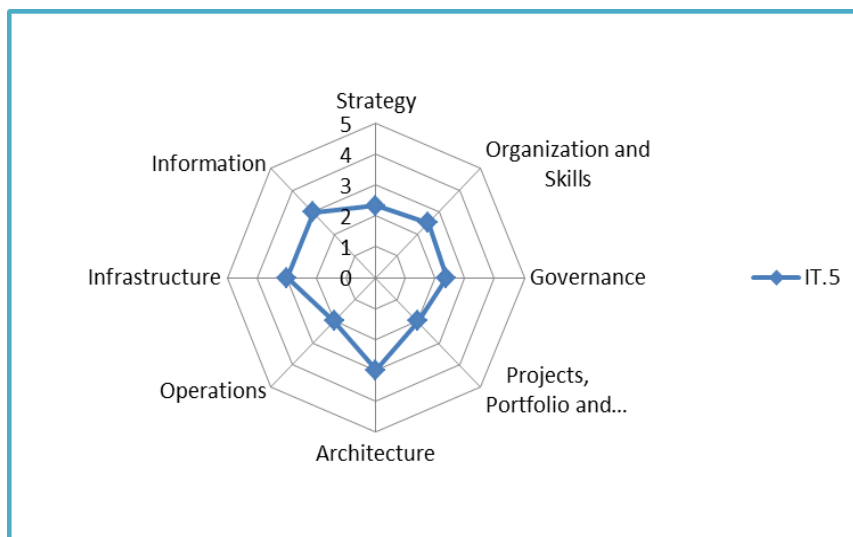 Strategy
5
4
3
2
1
0
Organization and
Skills
Governance
Projects,
Portfolio and...
Architecture
Operations
Infrastructure
Information
IT.5